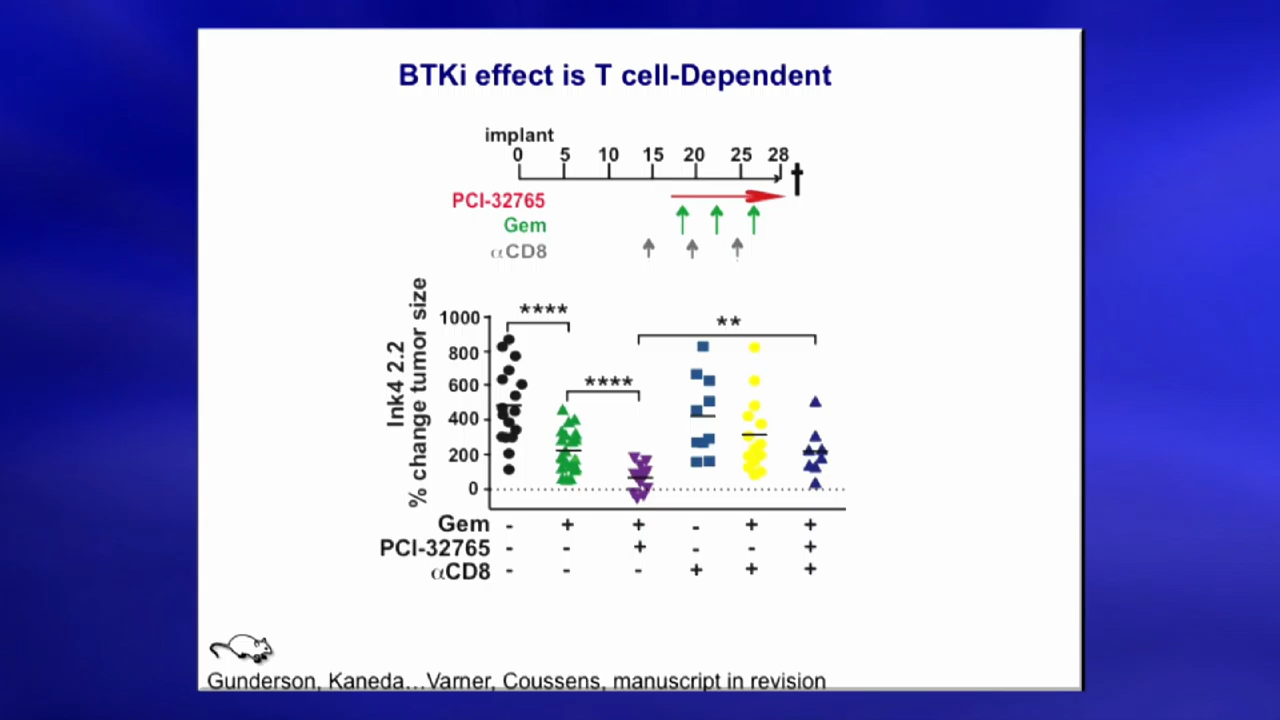 BTKi effect is T cell-Dependent
implant
0 5 10 15 20 25 28
PCI-32765
Gem
αCD8
Ink4 2.2
% change tumor size
1000
800
600
400
200
0
****
****
**
Gem - + + - + +
PCI-32765 - - + - - +
αCD8 - - - + + +
Gunderson, Kaneda…Varner, Coussens, manuscript in revision